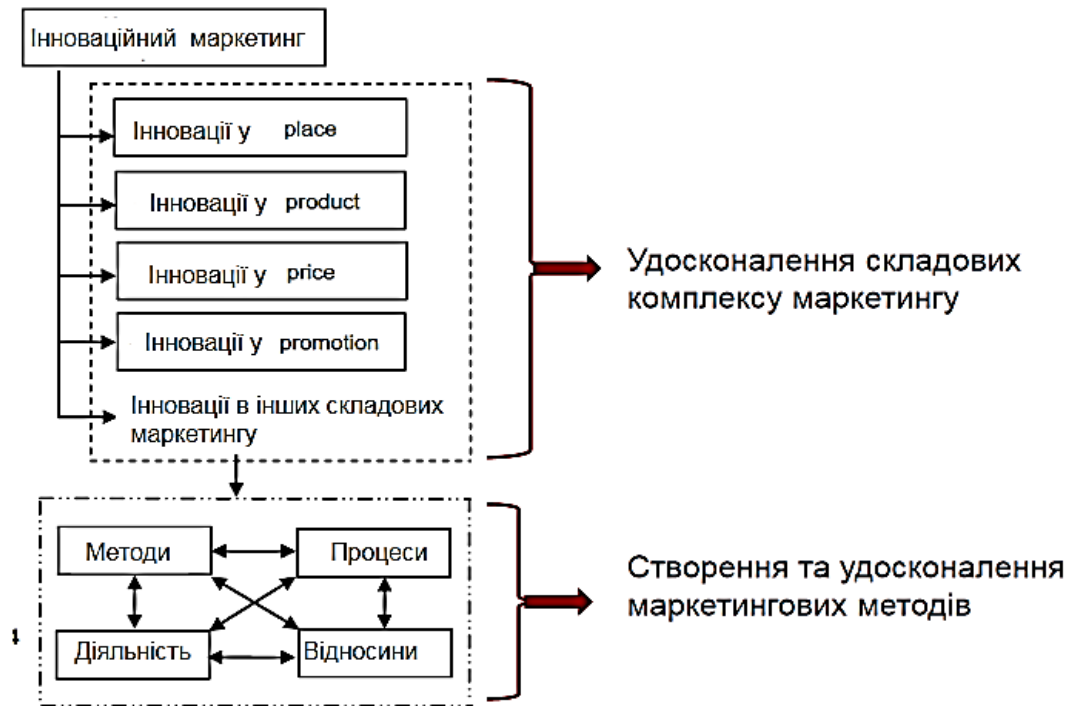 Інноваційний маркетинг
Інновації у place
Інновації у product
Інновації у price
Інновації у promotion
Інновації в інших складових
маркетингу
Удосконалення складових
комплексу маркетингу
Методи
Процеси
Діяльність
Відносини
Створення та удосконалення
маркетингових методів